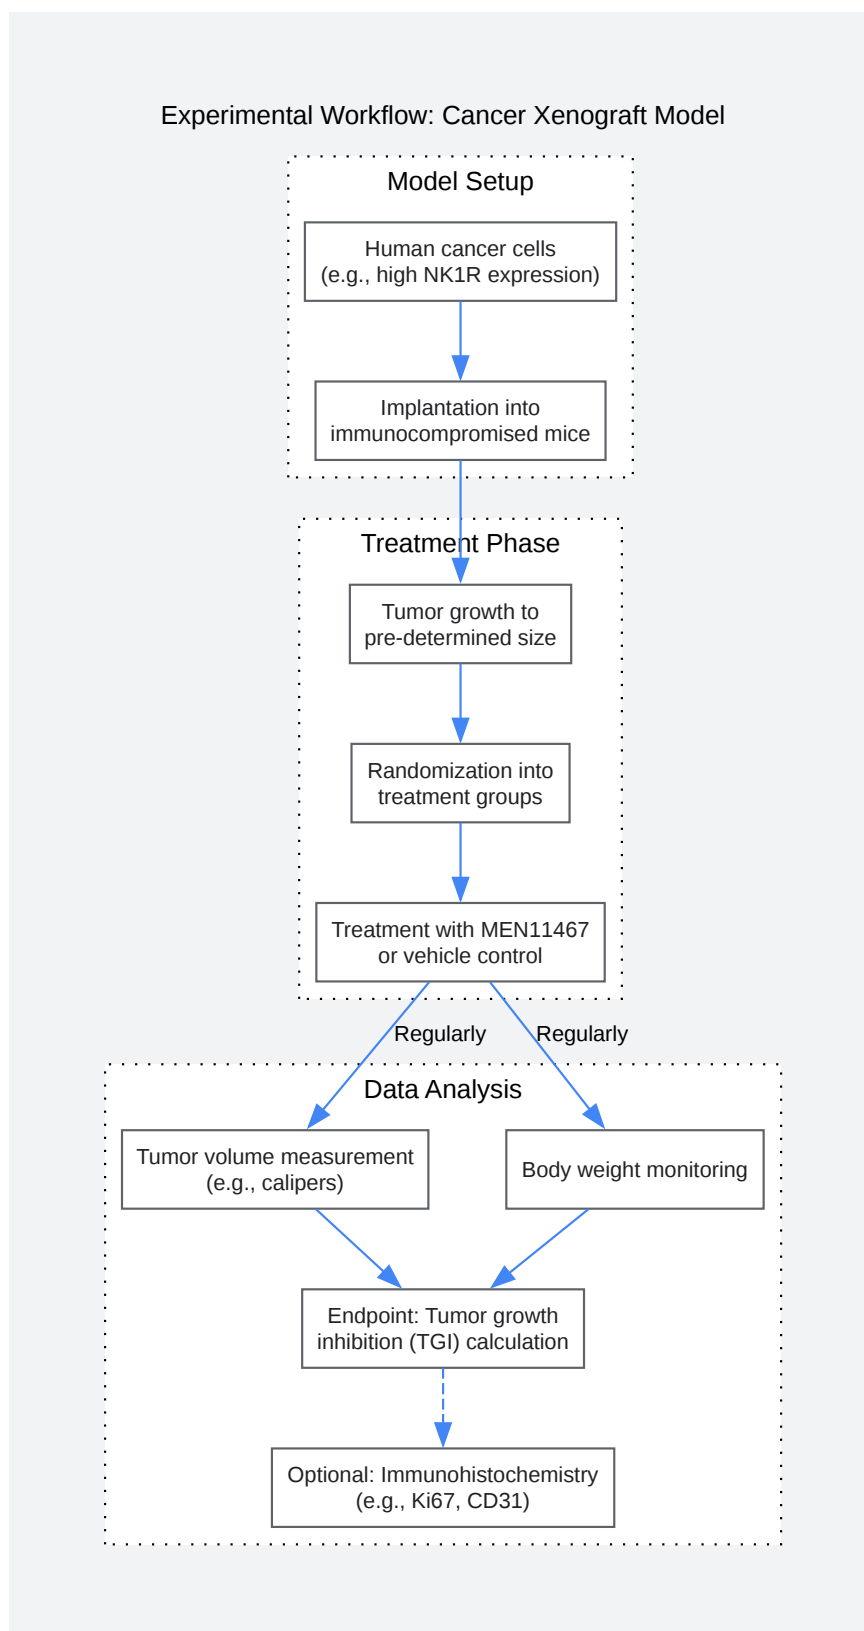 Experimental Workflow: Cancer Xenograft Model
Model Setup
Human cancer cells
(e.g., high NK1R expression)
Implantation into
immunocompromised mice
Treatment Phase
Tumor growth to
pre-determined size
Randomization into
treatment groups
Treatment with MEN11467
or vehicle control
Regularly
Regularly
Data Analysis
Tumor volume measurement
(e.g., calipers)
Body weight monitoring
Endpoint: Tumor growth
inhibition (TGI) calculation
Optional: Immunohistochemistry
(e.g., Ki67, CD31)